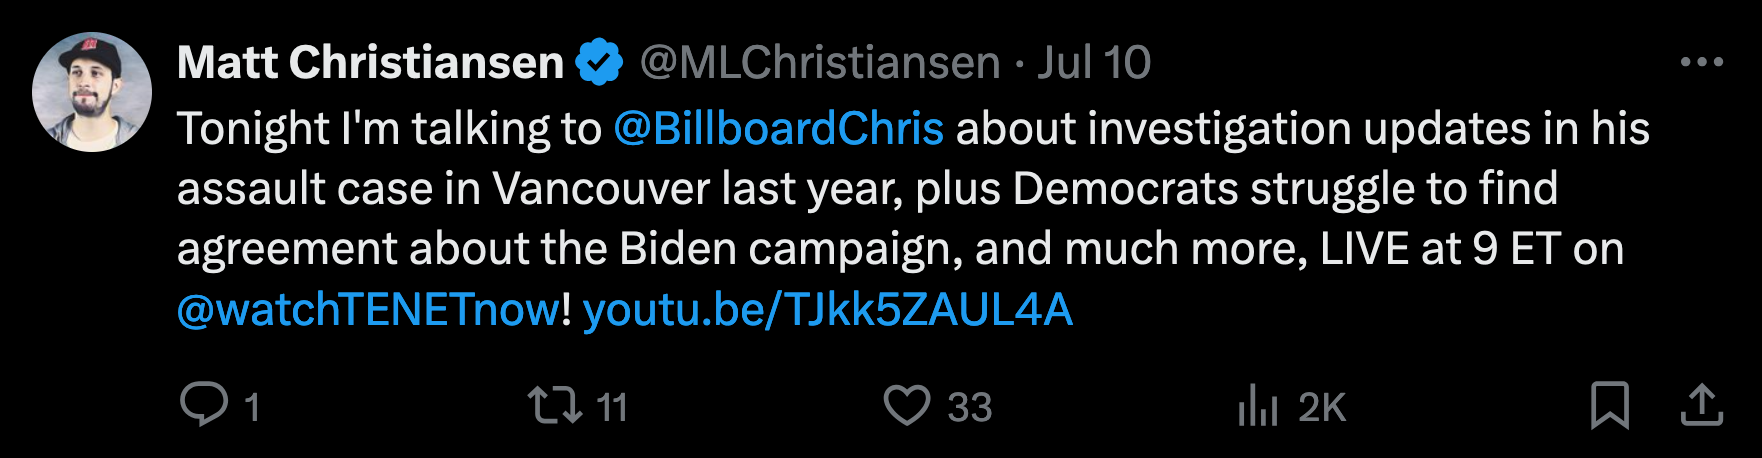 Matt Christiansen @MLChristiansen · Jul 10
Tonight I'm talking to @BillboardChris about investigation updates in his
assault case in Vancouver last year, plus Democrats struggle to find
agreement about the Biden campaign, and much more, LIVE at 9 ET on
@watchTENETnow! youtu.be/TJkk5ZAUL4A
1 11 33 2K